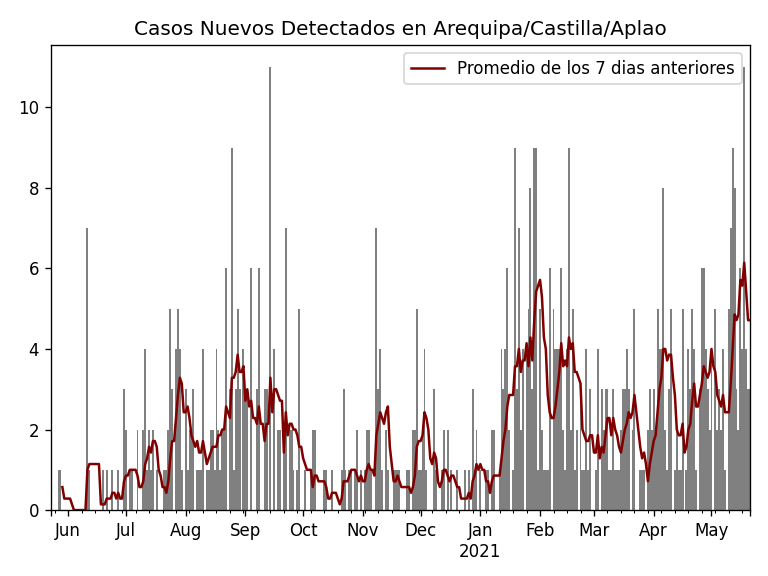 Casos Nuevos Detectados en Arequipa/Castilla/Aplao
Promedio de los 7 dias anteriores
10
8
6
4
2
0
Jun Jul Aug Sep Oct Nov Dec Jan Feb Mar Apr May
2021